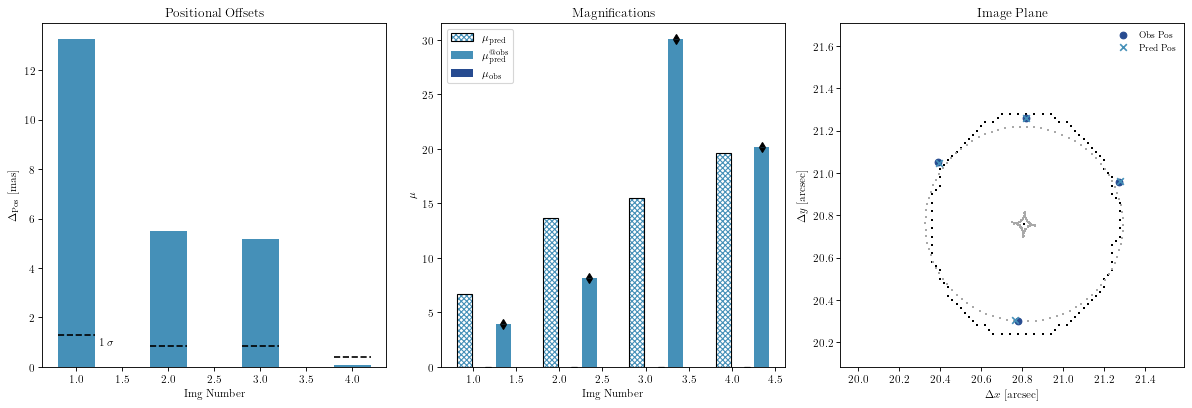 Positional Offsets
Δ_Pos [mas]
12
10
8
6
4
2
0
1 σ
1.0 1.5 2.0 2.5 3.0 3.5 4.0
Img Number
Magnifications
μ_pred
μ_pred^@obs
μ_obs
μ
30
25
20
15
10
5
0
1.0 1.5 2.0 2.5 3.0 3.5 4.0 4.5
Img Number
Image Plane
Obs Pos
Pred Pos
Δy [arcsec]
21.6
21.4
21.2
21.0
20.8
20.6
20.4
20.2
20.0 20.2 20.4 20.6 20.8 21.0 21.2 21.4
Δx [arcsec]